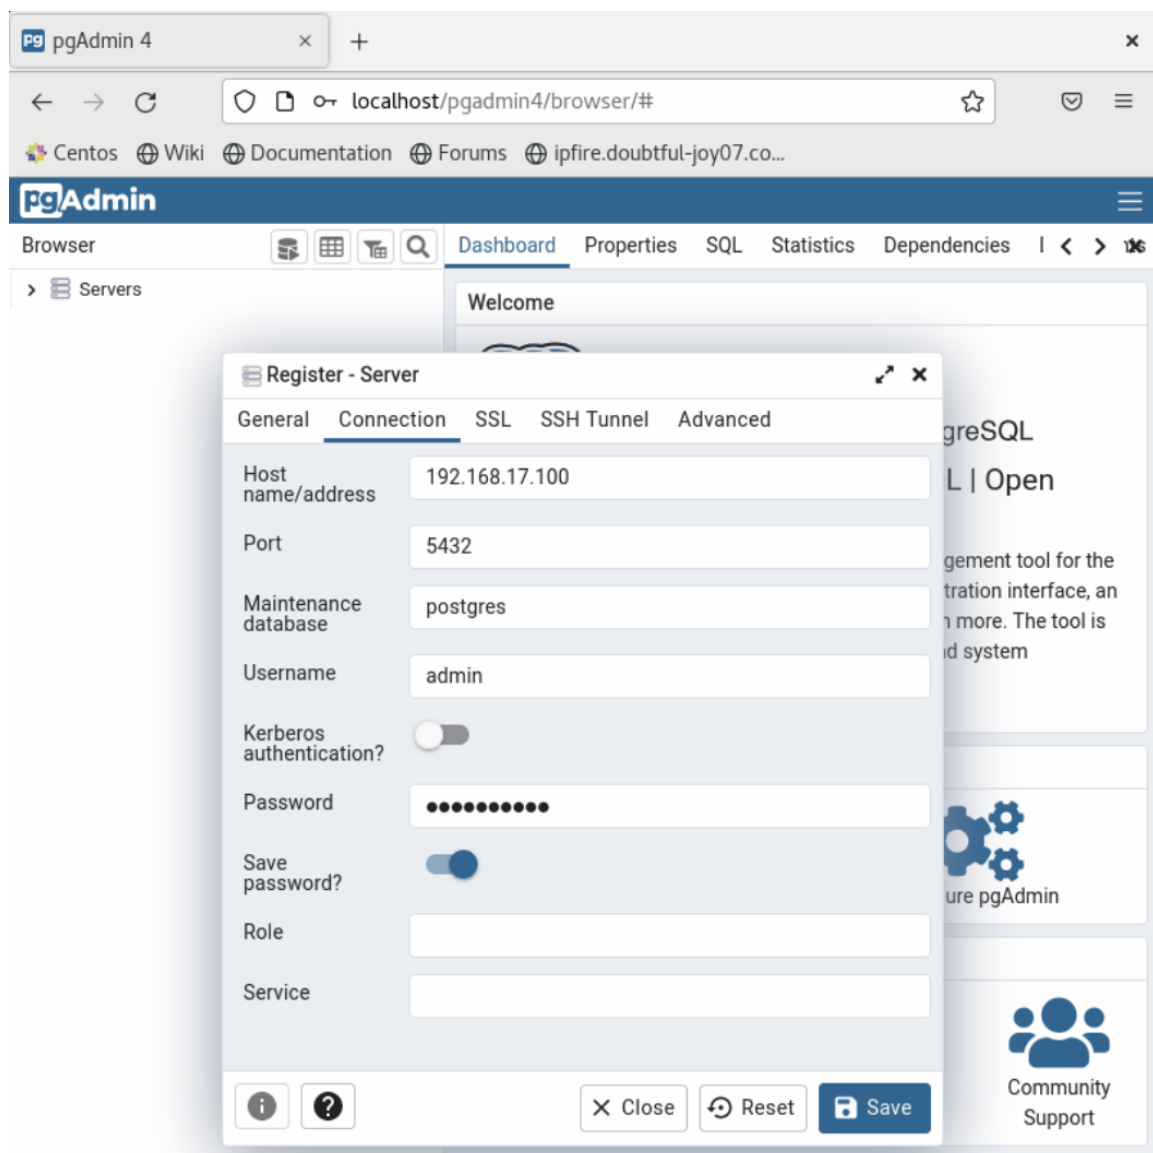 pgAdmin 4
localhost/pgadmin4/browser/#
Centos Wiki Documentation Forums ipfire.doubtful-joy07.co...
pgAdmin
Browser
Dashboard Properties SQL Statistics Dependencies
Servers
Welcome
Register - Server
General Connection SSL SSH Tunnel Advanced
greSQL
L | Open
gement tool for the
tration interface, an
more. The tool is
d system
Host name/address
192.168.17.100
Port
5432
Maintenance database
postgres
Username
admin
Kerberos authentication?
Password
••••••••••
Save password?
Role
Service
ure pgAdmin
Community
Support
Close Reset Save